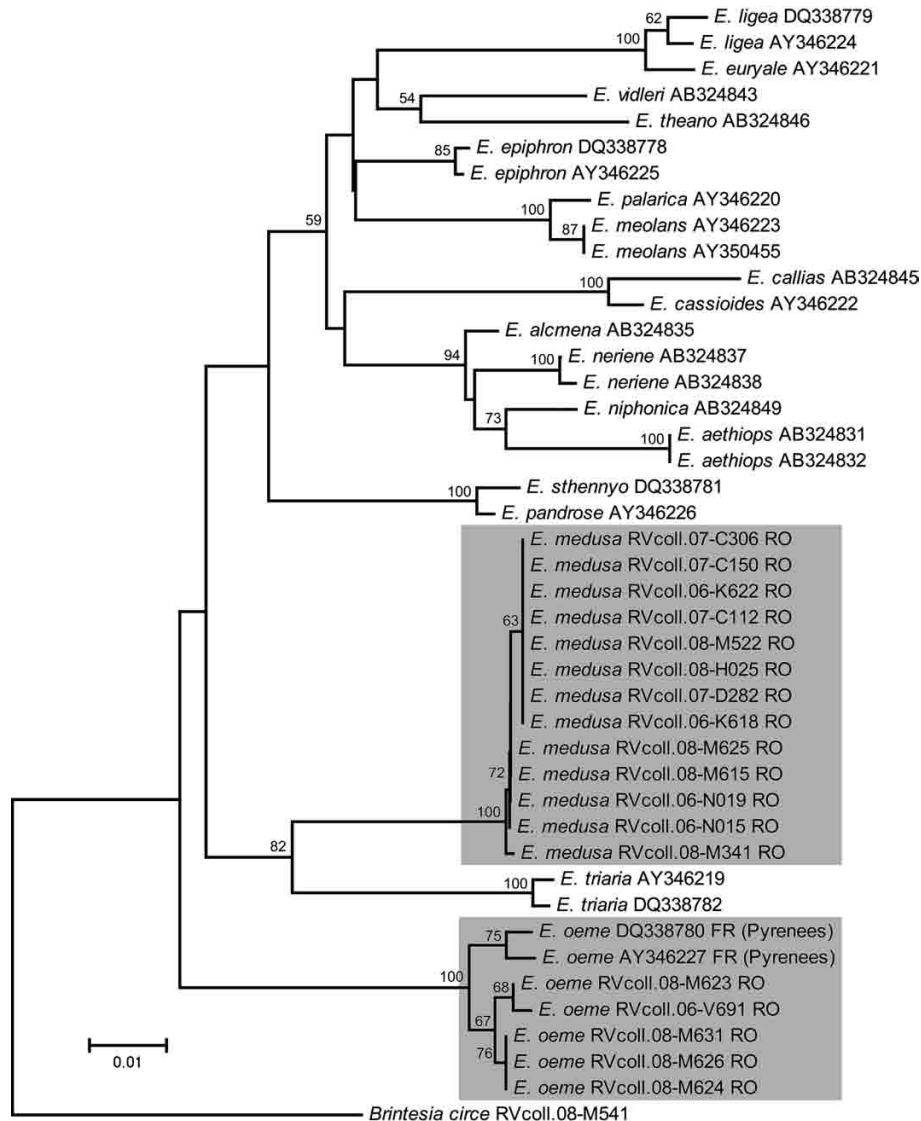 62
E. ligea DQ338779
100
E. ligea AY346224
E. euryale AY346221
54
E. vidleri AB324843
E. theano AB324846
85
E. epiphron DQ338778
E. epiphron AY346225
59
100
E. palarica AY346220
87
E. meolans AY346223
E. meolans AY350455
100
E. callias AB324845
E. cassioides AY346222
94
E. alcmena AB324835
100
E. neriene AB324837
E. neriene AB324838
73
E. niphonica AB324849
100
E. aethiops AB324831
E. aethiops AB324832
100
E. sthennyo DQ338781
E. pandrose AY346226
E. medusa RVcoll.07-C306 RO
E. medusa RVcoll.07-C150 RO
E. medusa RVcoll.06-K622 RO
63
E. medusa RVcoll.07-C112 RO
E. medusa RVcoll.08-M522 RO
E. medusa RVcoll.08-H025 RO
E. medusa RVcoll.07-D282 RO
E. medusa RVcoll.06-K618 RO
E. medusa RVcoll.08-M625 RO
72
E. medusa RVcoll.08-M615 RO
E. medusa RVcoll.06-N019 RO
100
E. medusa RVcoll.06-N015 RO
82
E. medusa RVcoll.08-M341 RO
100
E. triaria AY346219
E. triaria DQ338782
75
E. oeme DQ338780 FR (Pyrenees)
E. oeme AY346227 FR (Pyrenees)
100
68
E. oeme RVcoll.08-M623 RO
E. oeme RVcoll.06-V691 RO
67
E. oeme RVcoll.08-M631 RO
76
E. oeme RVcoll.08-M626 RO
E. oeme RVcoll.08-M624 RO
0.01
Brintesia circe RVcoll.08-M541